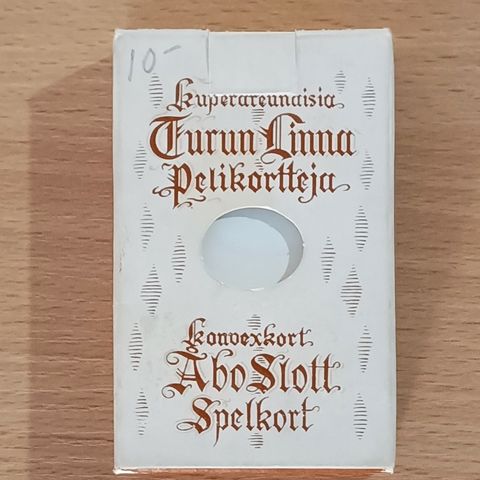 10-
Kuperareunaisia
Turun Linna
Pelikortteja
Konvexkort
Åbo Slott
Spelkort